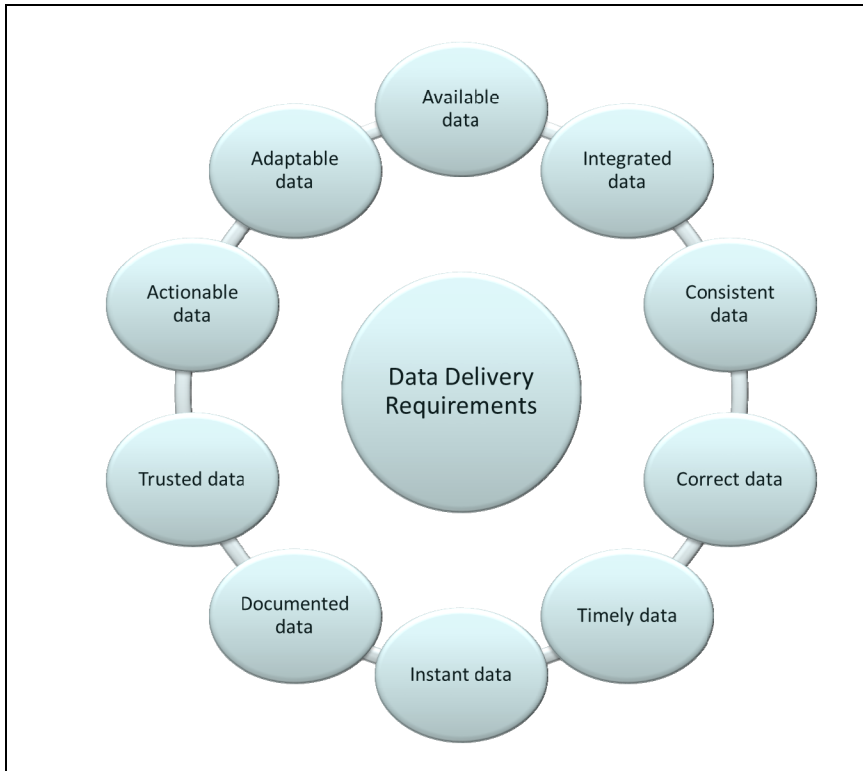 Available
data
Integrated
data
Consistent
data
Correct data
Timely data
Instant data
Documented
data
Trusted data
Actionable
data
Adaptable
data
Data Delivery
Requirements